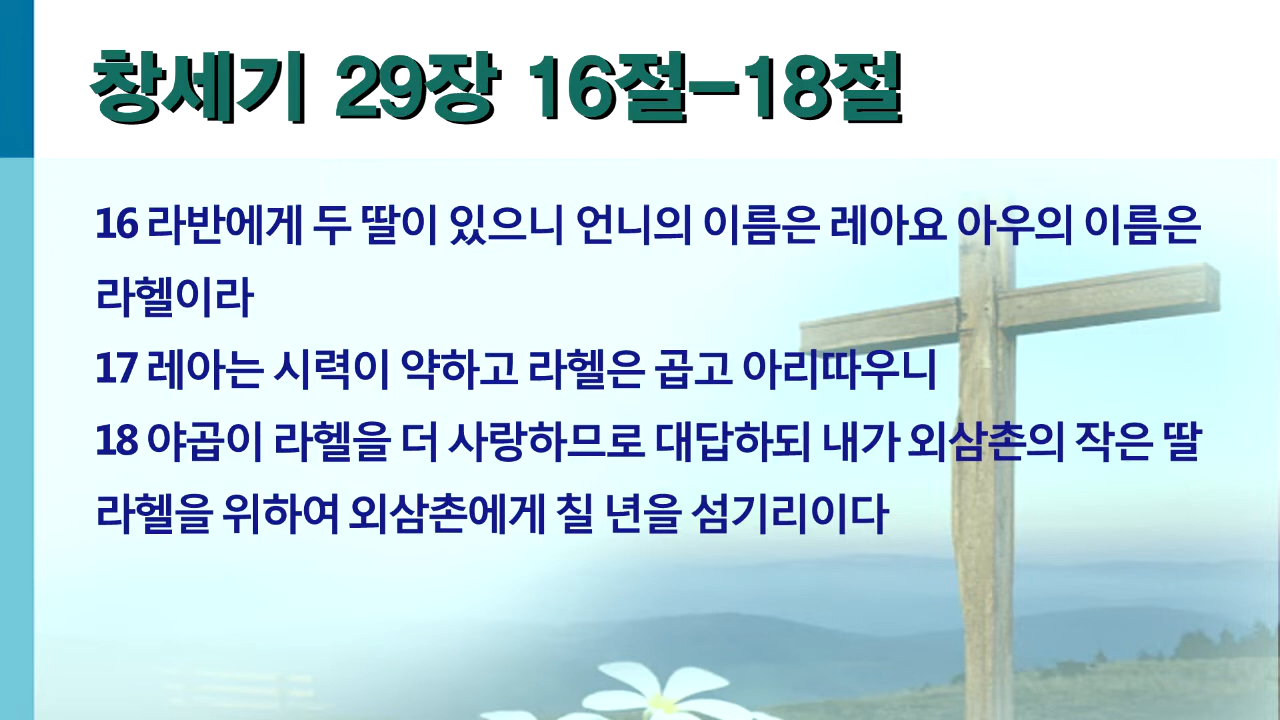 창세기 29장 16절-18절
16 라반에게 두 딸이 있으니 언니의 이름은 레아요 아우의 이름은
라헬이라
17 레아는 시력이 약하고 라헬은 곱고 아리따우니
18 야곱이 라헬을 더 사랑하므로 대답하되 내가 외삼촌의 작은 딸
라헬을 위하여 외삼촌에게 칠 년을 섬기리이다